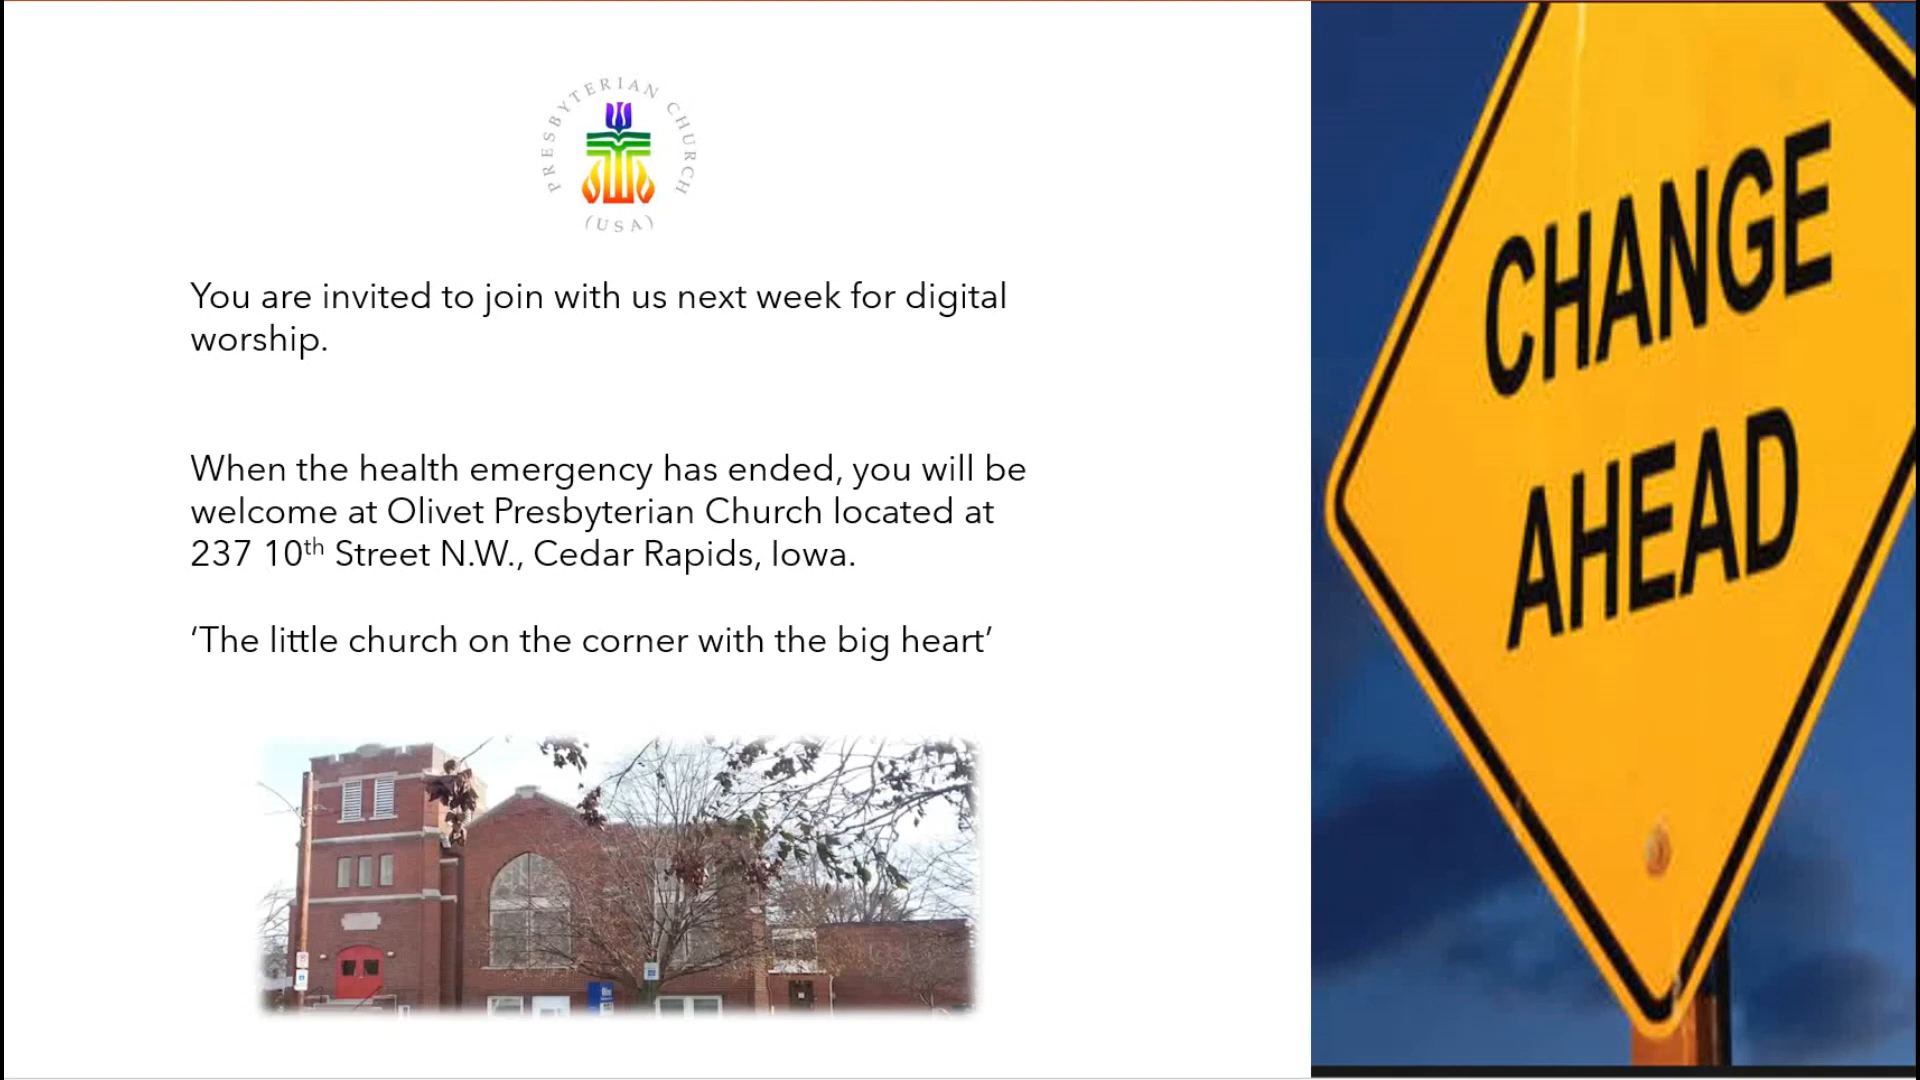 PRESBYTERIAN CHURCH
(USA)
You are invited to join with us next week for digital
worship.
When the health emergency has ended, you will be
welcome at Olivet Presbyterian Church located at
237 10th Street N.W., Cedar Rapids, Iowa.
‘The little church on the corner with the big heart’
CHANGE
AHEAD